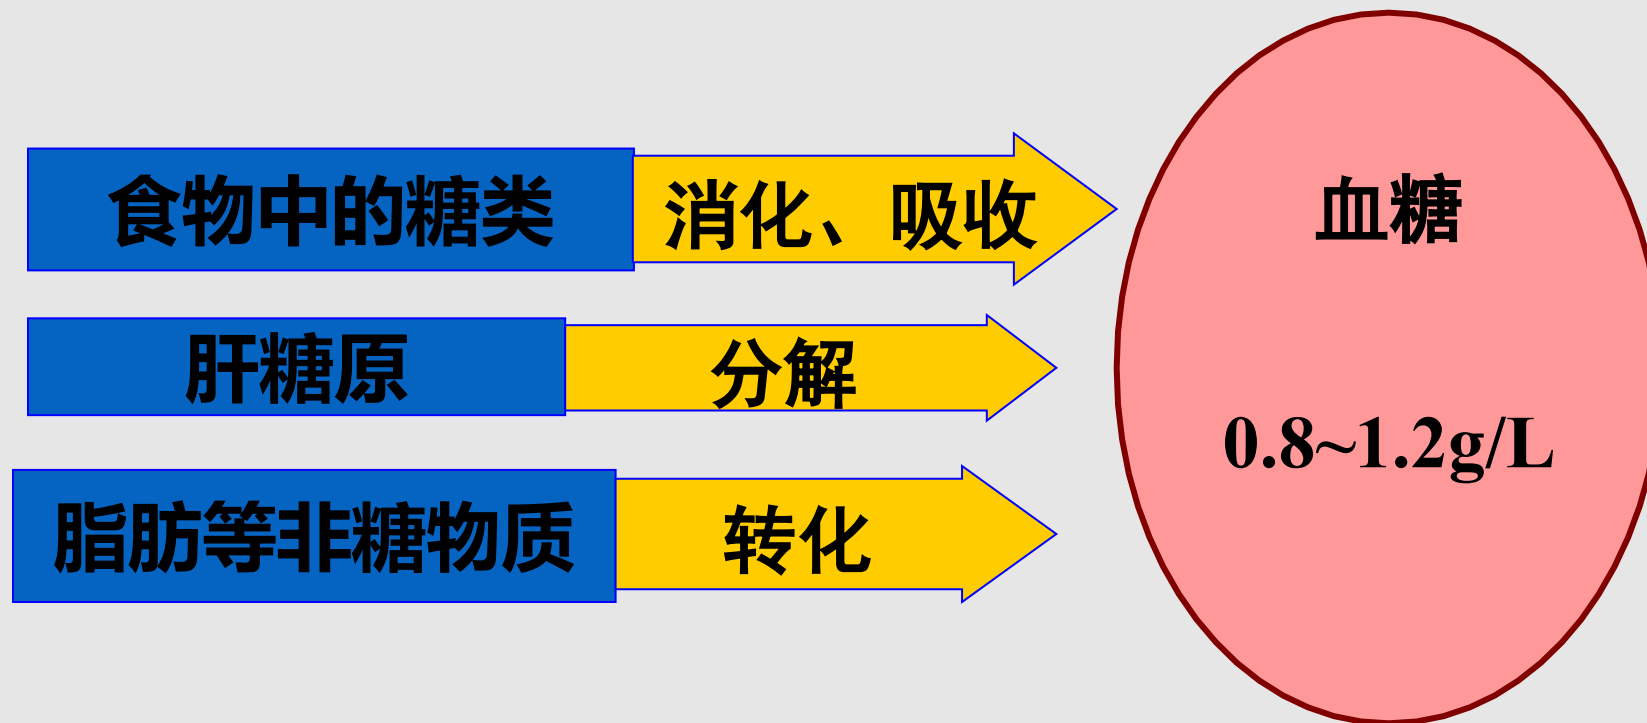 食物中的糖类
消化、吸收
血糖
肝糖原
分解
0.8~1.2g/L
脂肪等非糖物质
转化